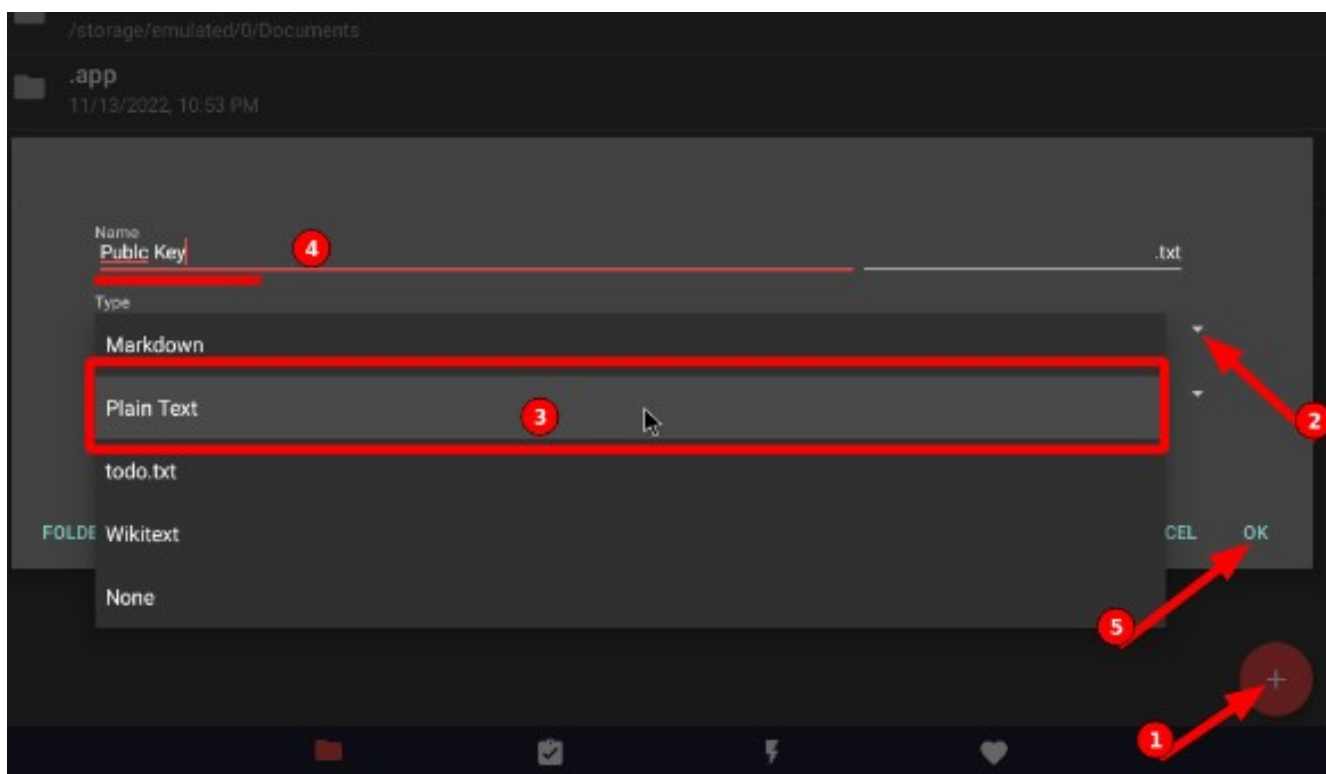 /storage/emulated/0/Documents
.app
11/13/2022, 10:53 PM
Name
Publc Key
.txt
4
Type
Markdown
2
Plain Text
3
todo.txt
FOLDE
Wikitext
CEL
OK
None
5
+
1